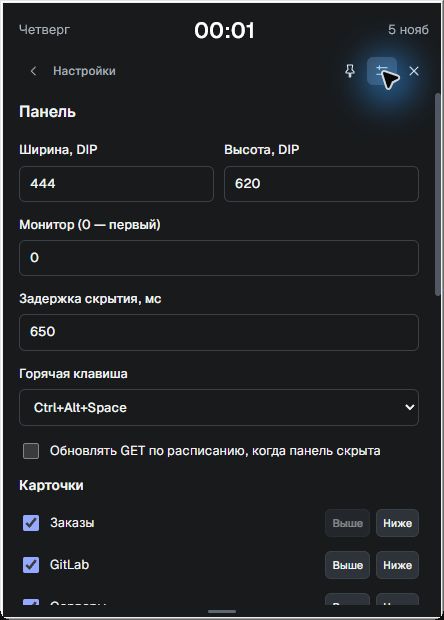 Четверг 00:01 5 нояб
Настройки
Панель
Ширина, DIP Высота, DIP
444 620
Монитор (0 — первый)
0
Задержка скрытия, мс
650
Горячая клавиша
Ctrl+Alt+Space
Обновлять GET по расписанию, когда панель скрыта
Карточки
Заказы Выше Ниже
GitLab Выше Ниже